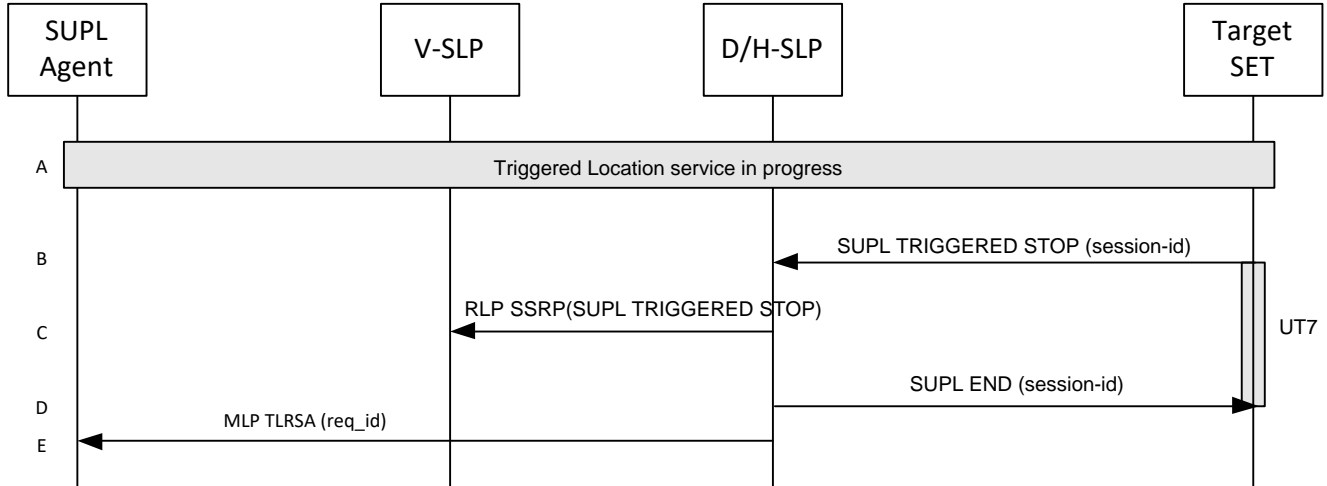 SUPL
Agent
V-SLP
D/H-SLP
Target
SET
A
Triggered Location service in progress
B
SUPL TRIGGERED STOP (session-id)
C
RLP SSRP(SUPL TRIGGERED STOP)
UT7
D
SUPL END (session-id)
E
MLP TLRSA (req_id)